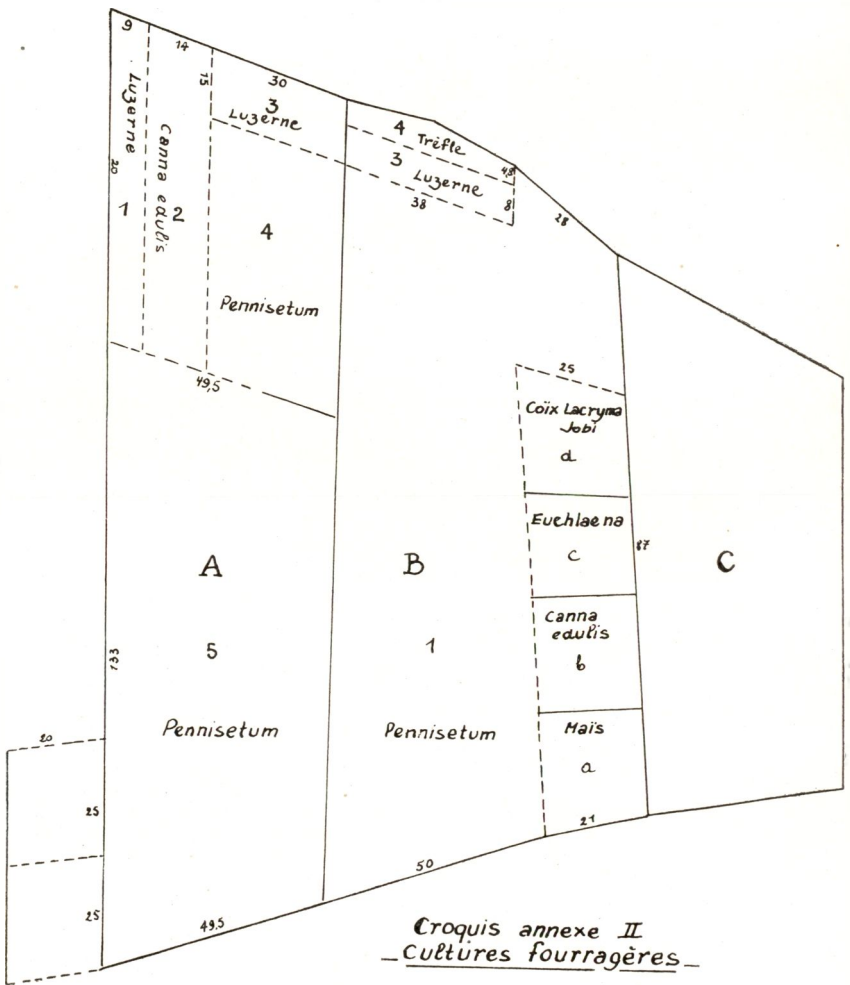 9
14
15
30
3
Luzerne
Luzerne
Canna edulis
20
1
2
4
Pennisetum
4 Trèfle
3
Luzerne
4,8
8
38
28
49,5
25
Coïx Lacryma
Jobi
d
Euchlaena
c
87
A
B
C
Canna
edulis
b
5
1
133
Pennisetum
Pennisetum
Maïs
a
20
25
21
50
25
49,5
Croquis annexe II
Cultures fourragères